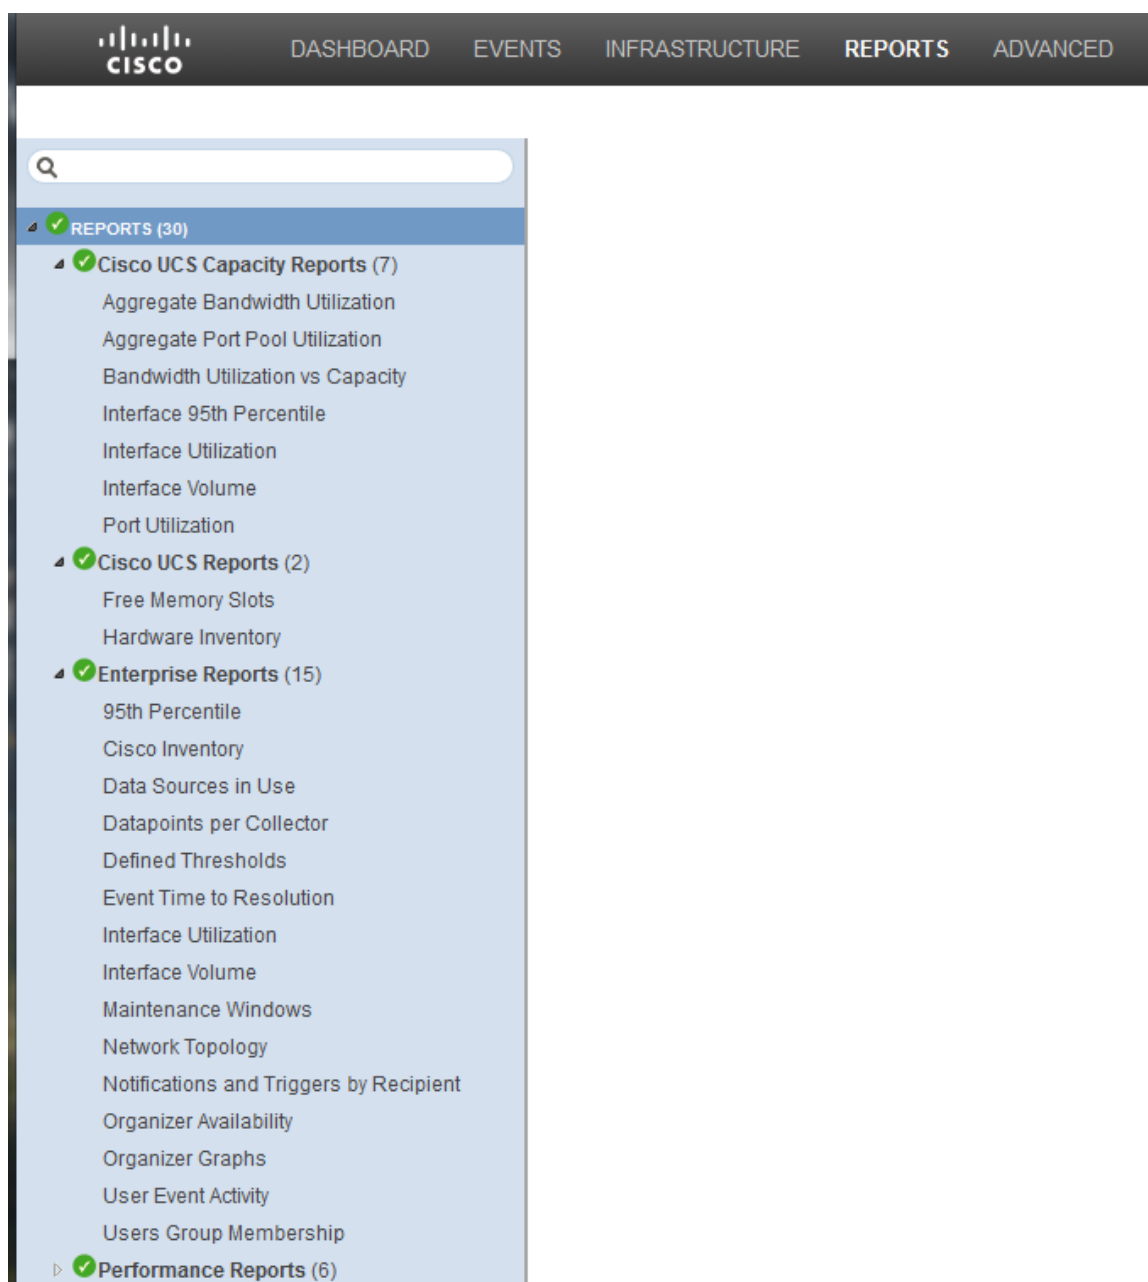 CISCO
DASHBOARD EVENTS INFRASTRUCTURE REPORTS ADVANCED
REPORTS (30)
Cisco UCS Capacity Reports (7)
Aggregate Bandwidth Utilization
Aggregate Port Pool Utilization
Bandwidth Utilization vs Capacity
Interface 95th Percentile
Interface Utilization
Interface Volume
Port Utilization
Cisco UCS Reports (2)
Free Memory Slots
Hardware Inventory
Enterprise Reports (15)
95th Percentile
Cisco Inventory
Data Sources in Use
Datapoints per Collector
Defined Thresholds
Event Time to Resolution
Interface Utilization
Interface Volume
Maintenance Windows
Network Topology
Notifications and Triggers by Recipient
Organizer Availability
Organizer Graphs
User Event Activity
Users Group Membership
Performance Reports (6)